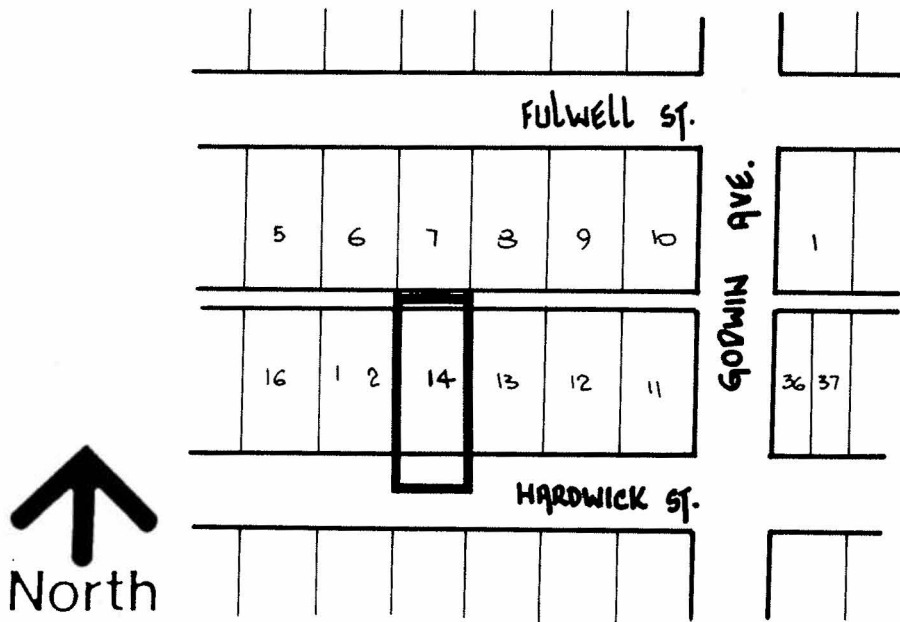 FULWELL ST.
GODWIN AVE.
5 6 7 8 9 10 1
16 1 2 14 13 12 11 36 37
HARDWICK ST.
North